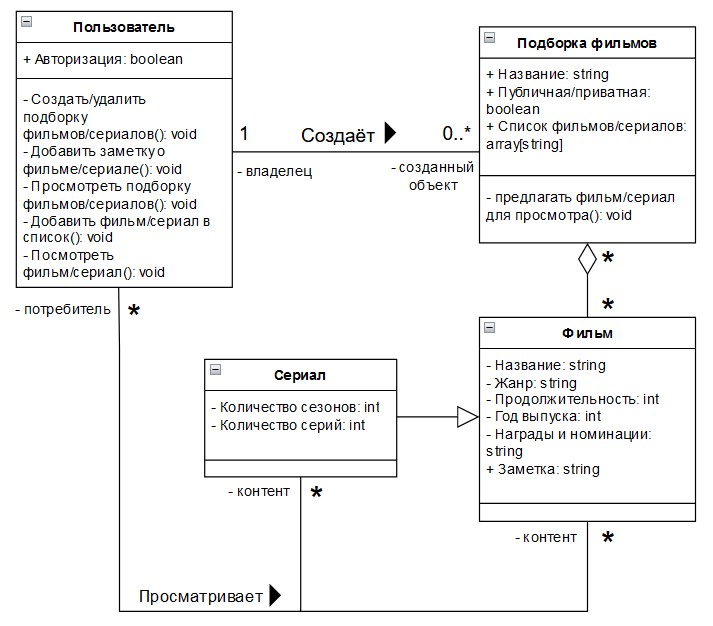 Пользователь
+ Авторизация: boolean
- Создать/удалить
подборку
фильмов/сериалов(): void
- Добавить заметку о
фильме/сериале(): void
- Просмотреть подборку
фильмов/сериалов(): void
- Добавить фильм/сериал в
список(): void
- Посмотреть
фильм/сериал(): void
1
Создаёт
0..*
- владелец
- созданный
объект
Подборка фильмов
+ Название: string
+ Публичная/приватная:
boolean
+ Список фильмов/сериалов:
array[string]
- предлагать фильм/сериал
для просмотра(): void
*
*
- потребитель
*
Фильм
- Название: string
- Жанр: string
- Продолжительность: int
- Год выпуска: int
- Награды и номинации:
string
+ Заметка: string
Сериал
- Количество сезонов: int
- Количество серий: int
- контент
*
- контент
*
Просматривает